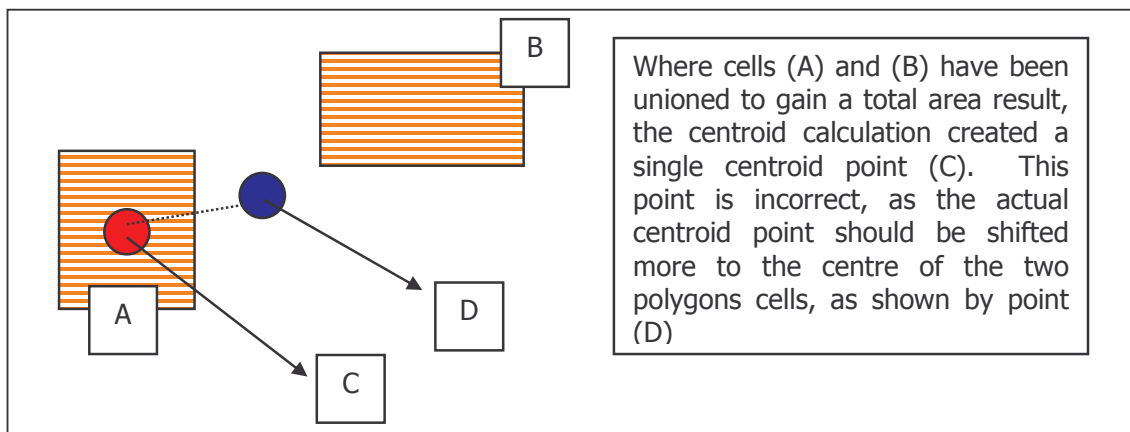 B
Where cells (A) and (B) have been
unioned to gain a total area result,
the centroid calculation created a
single centroid point (C). This
point is incorrect, as the actual
centroid point should be shifted
more to the centre of the two
polygons cells, as shown by point
(D)
A
D
C